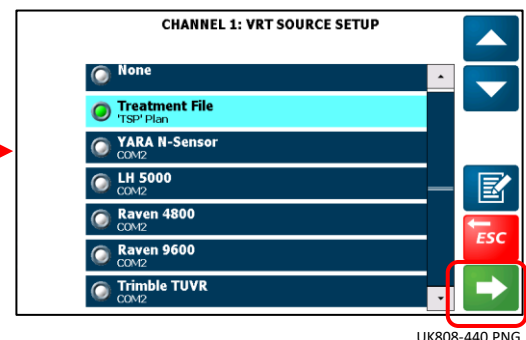 CHANNEL 1: VRT SOURCE SETUP
None
Treatment File
'TSP' Plan
YARA N-Sensor
COM2
LH 5000
COM2
Raven 4800
COM2
Raven 9600
COM2
Trimble TUVR
COM2
ESC
UK808-440.PNG